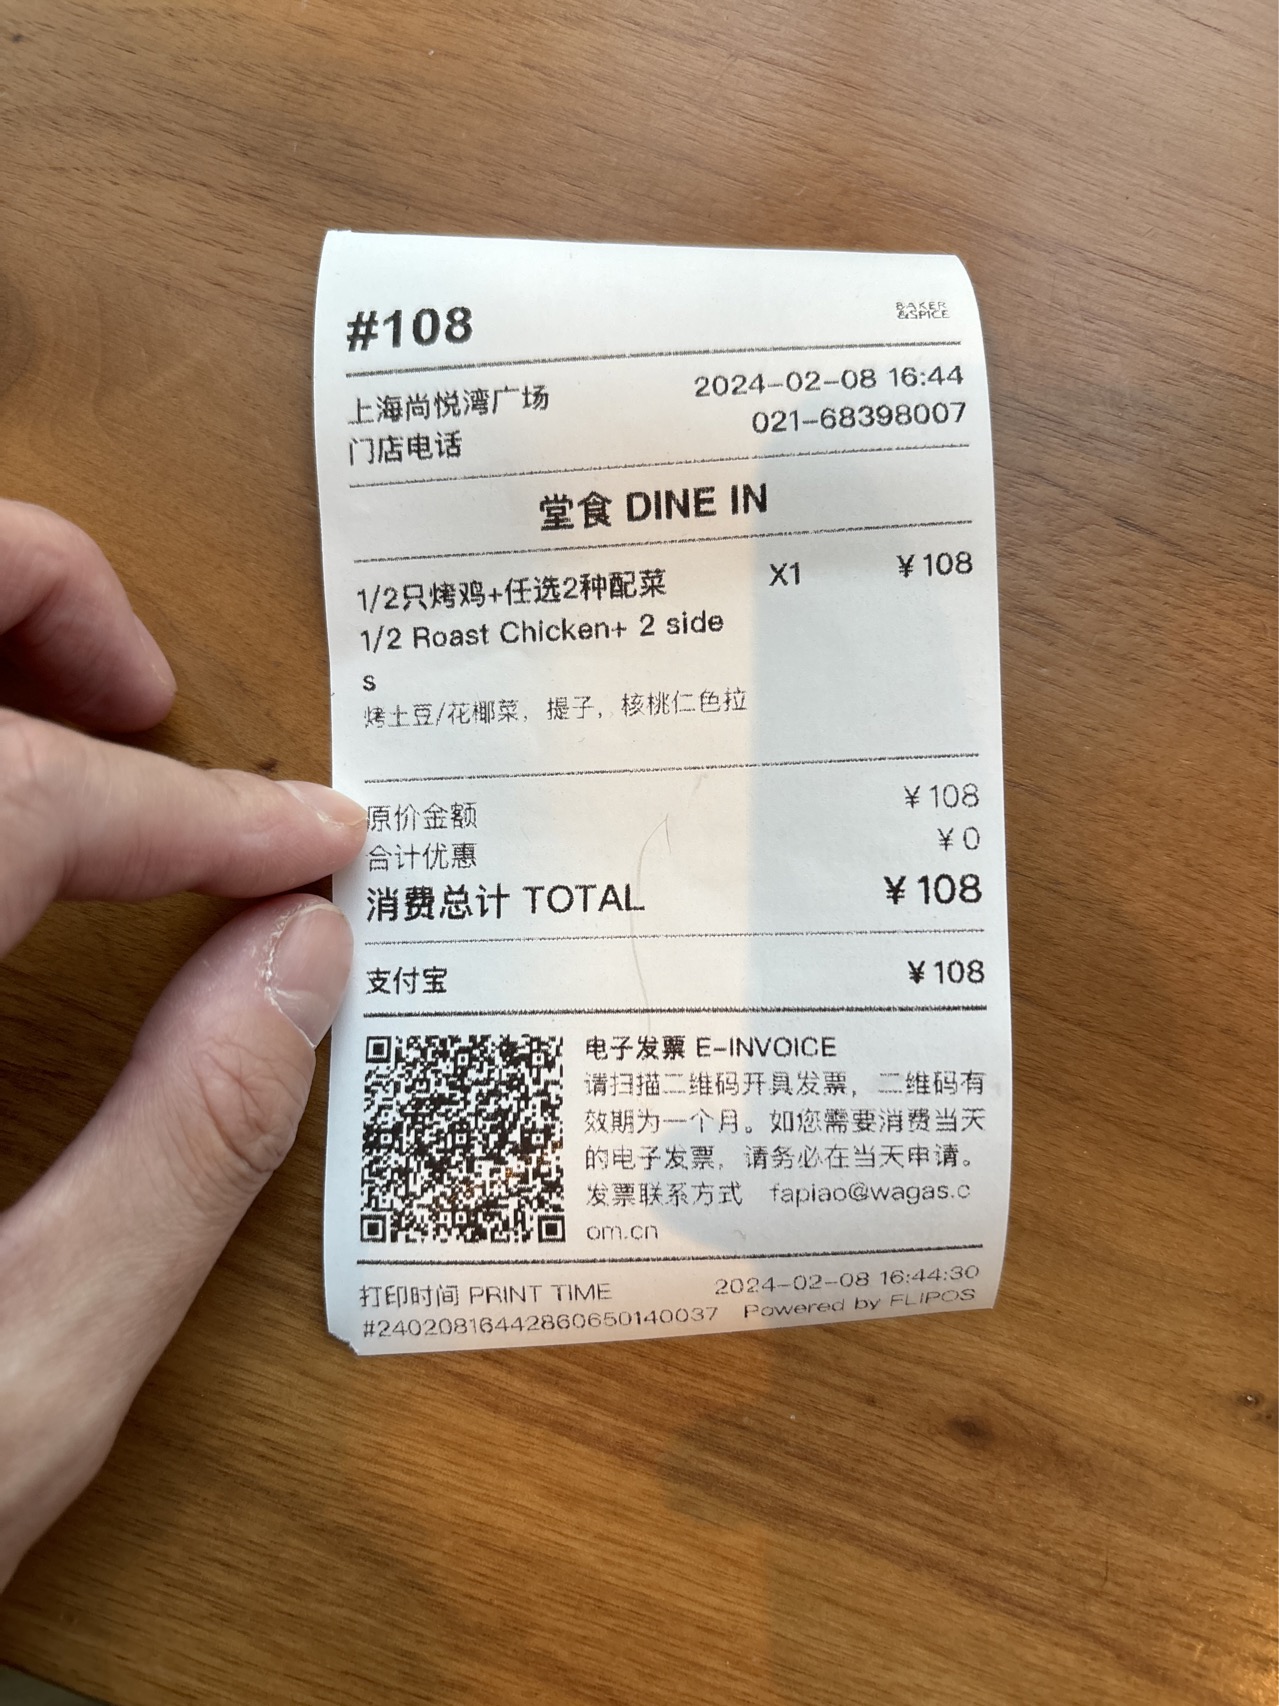 #108
BAKER
&SPICE
上海尚悦湾广场 2024-02-08 16:44
门店电话 021-68398007
堂食 DINE IN
1/2只烤鸡+任选2种配菜 X1 ¥108
1/2 Roast Chicken+ 2 side
s
烤土豆/花椰菜，提子，核桃仁色拉
原价金额 ¥108
合计优惠 ¥0
消费总计 TOTAL ¥108
支付宝 ¥108
电子发票 E-INVOICE
请扫描二维码开具发票，二维码有
效期为一个月。如您需要消费当天
的电子发票，请务必在当天申请。
发票联系方式 fapiao@wagas.c
om.cn
打印时间 PRINT TIME 2024-02-08 16:44:30
#24020816442860650140037 Powered by FLIPOS